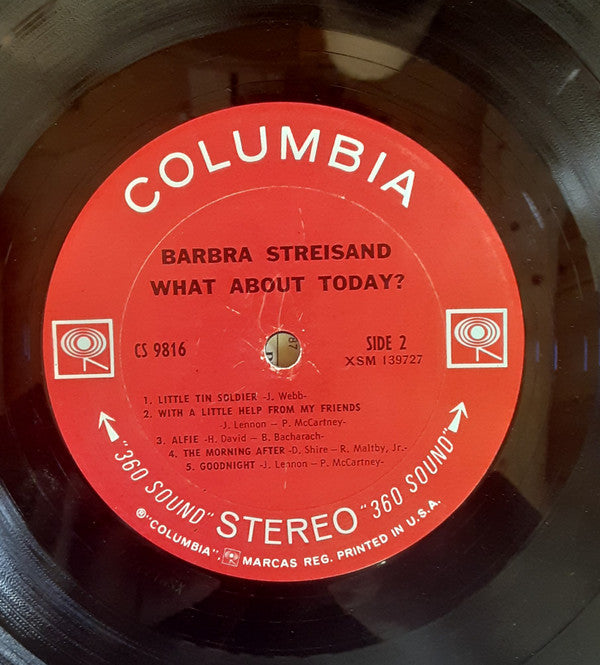 COLUMBIA
BARBRA STREISAND
WHAT ABOUT TODAY?
CS 9816
SIDE 2
XSM 139727
1. LITTLE TIN SOLDIER -J. Webb-
2. WITH A LITTLE HELP FROM MY FRIENDS
-J. Lennon – P. McCartney-
3. ALFIE -H. David – B. Bacharach-
4. THE MORNING AFTER -D. Shire – R. Maltby, Jr.-
5. GOODNIGHT -J. Lennon – P. McCartney-
"360 SOUND" STEREO "360 SOUND"
®"COLUMBIA", MARCAS REG. PRINTED IN U.S.A.